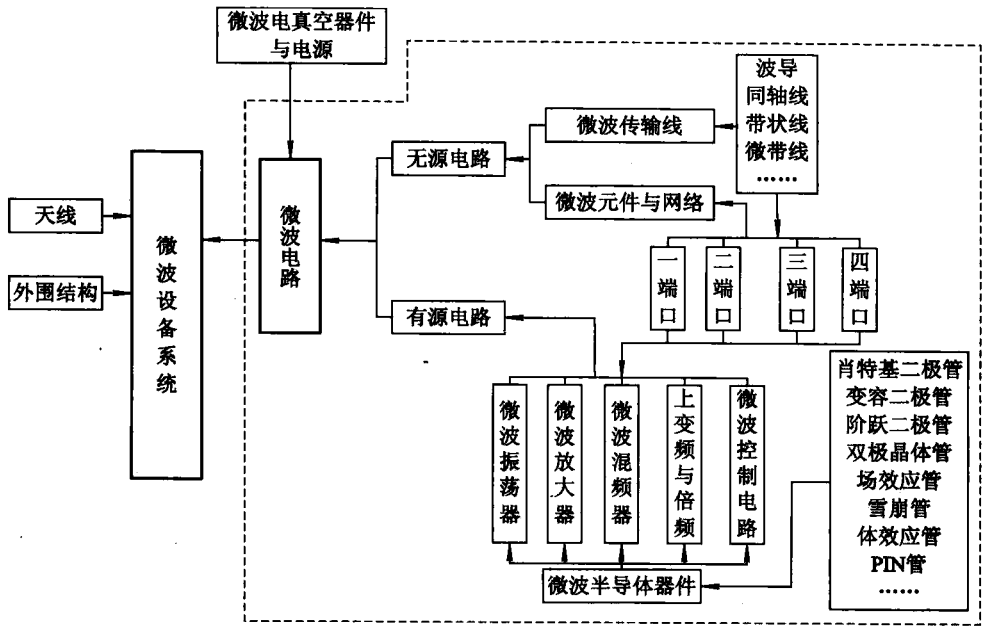 微波电真空器件
与电源
波导
同轴线
带状线
微带线
……
微波传输线
无源电路
微波元件与网络
天线
外围结构
微波设备系统
微波电路
一端口
二端口
三端口
四端口
有源电路
肖特基二极管
变容二极管
阶跃二极管
双极晶体管
场效应管
雪崩管
体效应管
PIN管
……
微波振荡器
微波放大器
微波混频器
上变频与倍频
微波控制电路
微波半导体器件